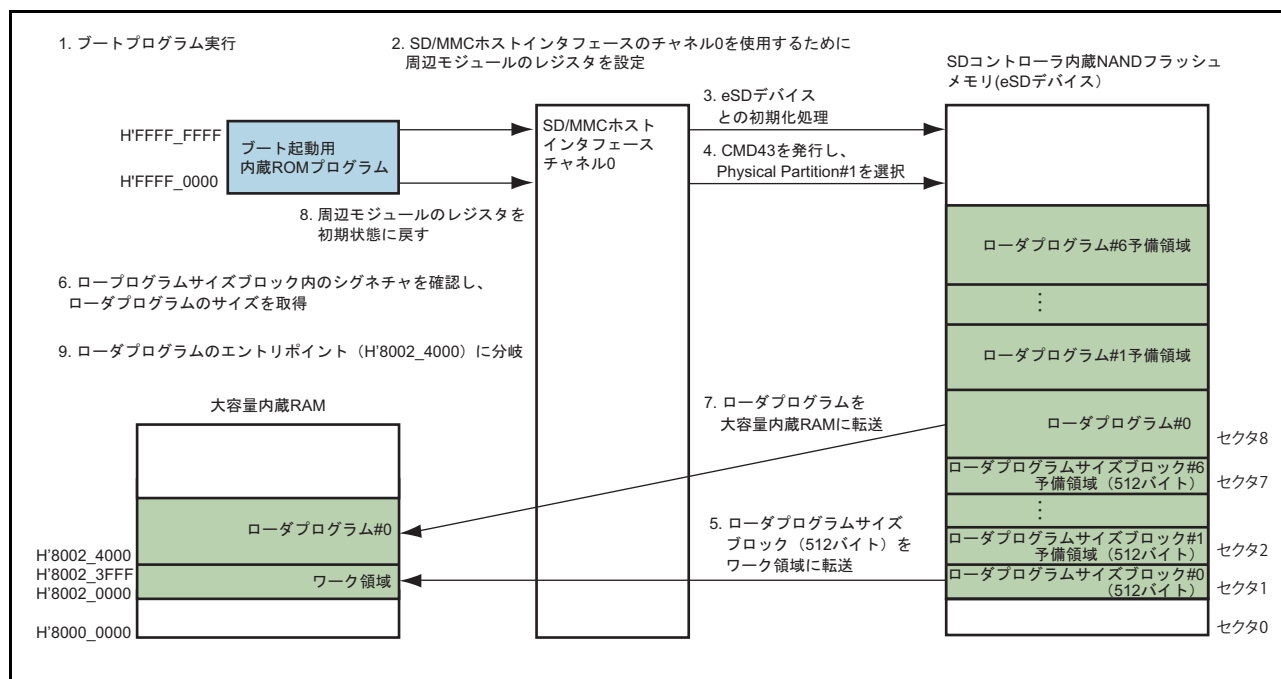 1. ブートプログラム実行
2. SD/MMCホストインタフェースのチャネル0を使用するために
周辺モジュールのレジスタを設定
SDコントローラ内蔵NANDフラッシュ
メモリ(eSDデバイス）
H'FFFF_FFFF
H'FFFF_0000
ブート起動用
内蔵ROMプログラム
SD/MMCホスト
インタフェース
チャネル0
3. eSDデバイス
との初期化処理
4. CMD43を発行し、
Physical Partition#1を選択
8. 周辺モジュールのレジスタを
初期状態に戻す
6. ロープログラムサイズブロック内のシグネチャを確認し、
ローダプログラムのサイズを取得
9. ローダプログラムのエントリポイント（H'8002_4000）に分岐
大容量内蔵RAM
ローダプログラム#0
H'8002_4000
H'8002_3FFF
H'8002_0000
ワーク領域
H'8000_0000
7. ローダプログラムを
大容量内蔵RAMに転送
5. ローダプログラムサイズ
ブロック（512バイト）を
ワーク領域に転送
ローダプログラム#6予備領域
⋮
ローダプログラム#1予備領域
ローダプログラム#0
セクタ8
ローダプログラムサイズブロック#6
予備領域（512バイト）
セクタ7
⋮
ローダプログラムサイズブロック#1
予備領域（512バイト）
セクタ2
ローダプログラムサイズブロック#0
（512バイト）
セクタ1
セクタ0